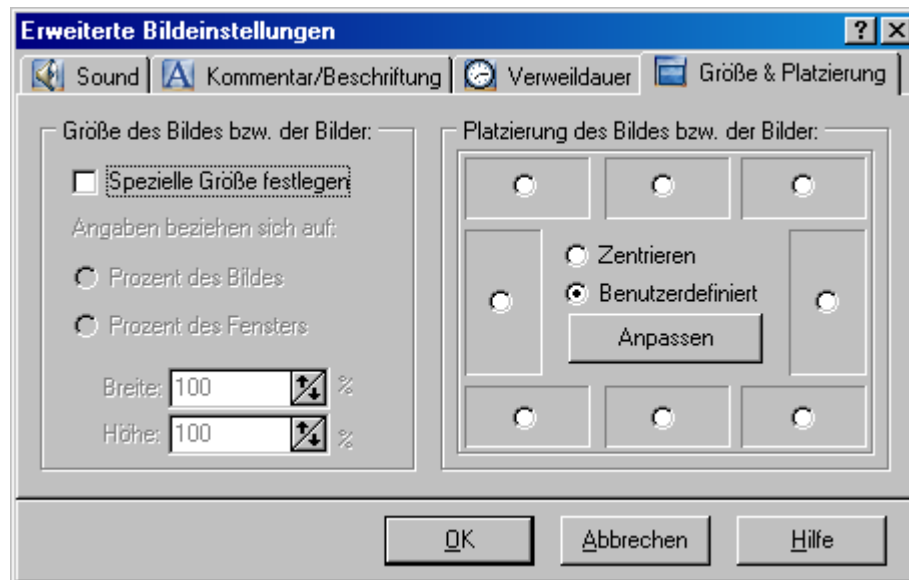 Erweiterte Bildeinstellungen
Sound
Kommentar/Beschriftung
Verweildauer
Größe & Platzierung
Größe des Bildes bzw. der Bilder:
Spezielle Größe festlegen
Angaben beziehen sich auf:
Prozent des Bildes
Prozent des Fensters
Breite: 100 %
Höhe: 100 %
Platzierung des Bildes bzw. der Bilder:
Zentrieren
Benutzerdefiniert
Anpassen
OK
Abbrechen
Hilfe